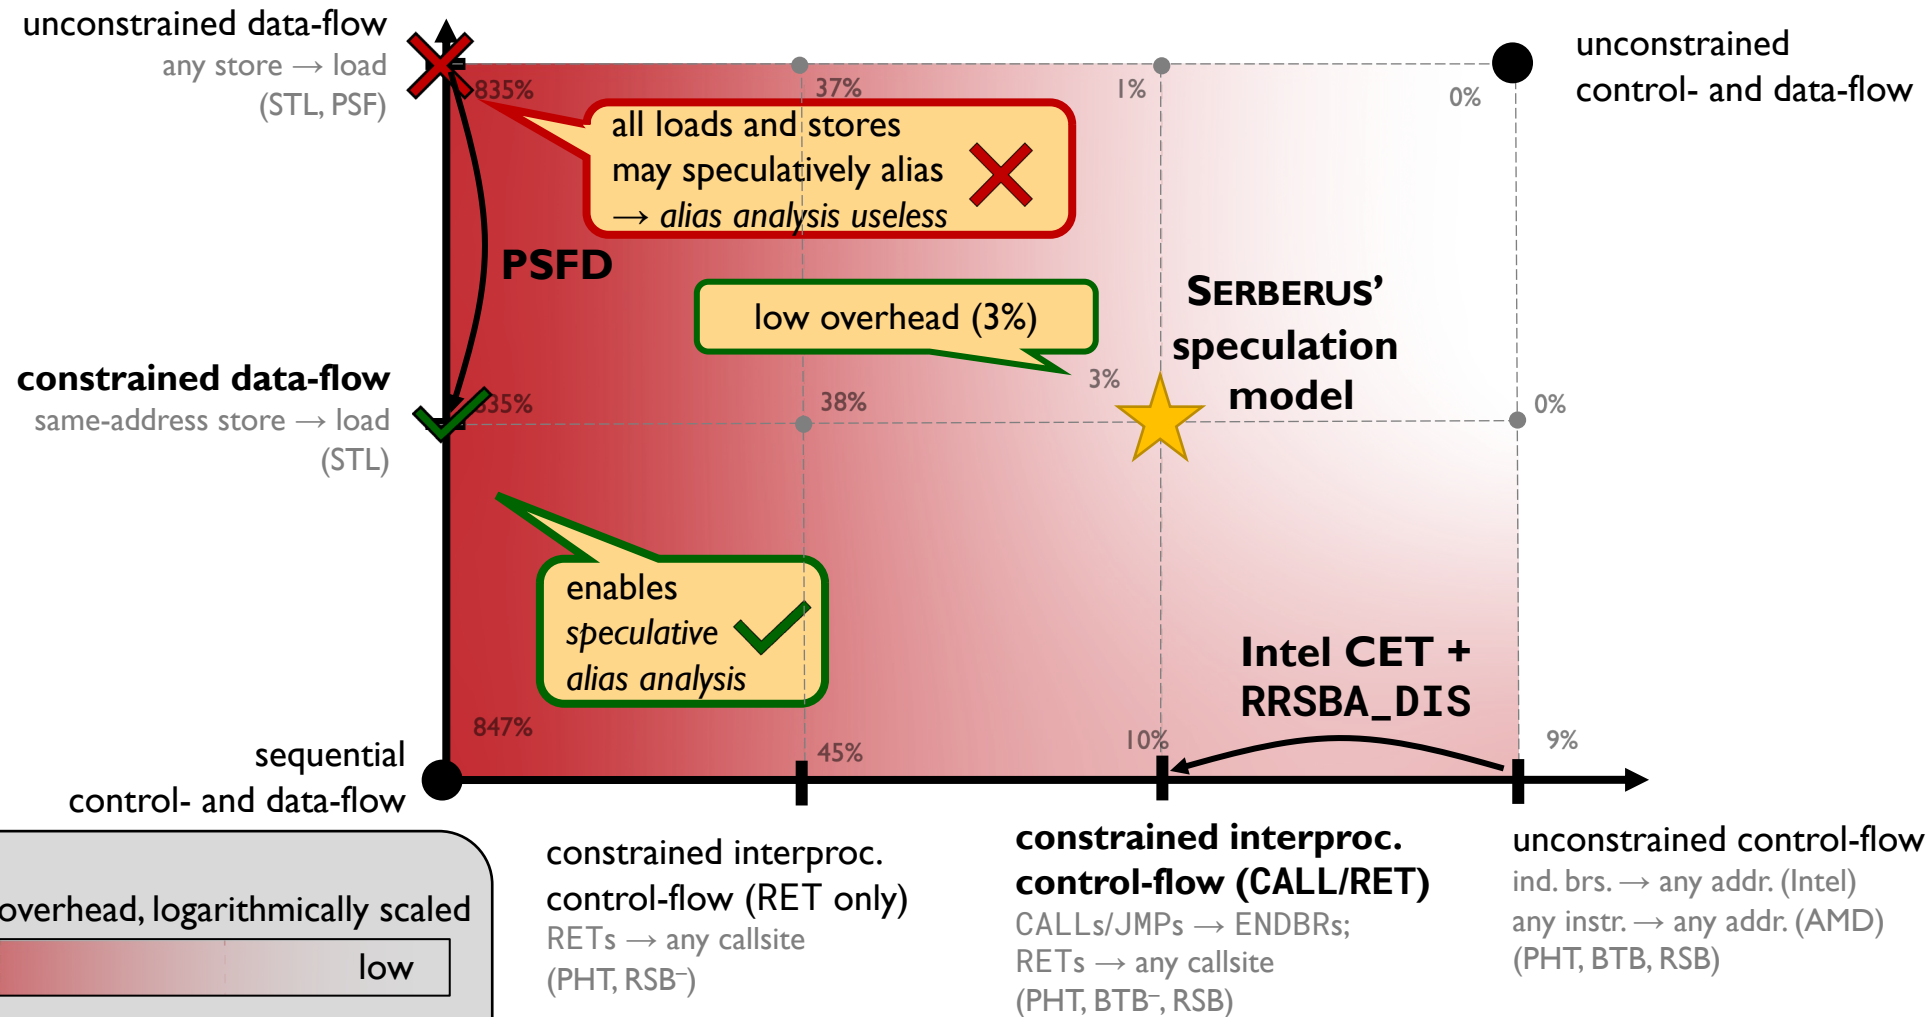 unconstrained data-flow
any store → load
(STL, PSF)
835%
37%
1%
0%
unconstrained
control- and data-flow
all loads and stores
may speculatively alias
→ alias analysis useless
PSFD
low overhead (3%)
SERBERUS’
speculation
model
constrained data-flow
same-address store → load
(STL)
835%
38%
3%
0%
enables
speculative
alias analysis
Intel CET +
RRSBA_DIS
847%
45%
10%
9%
sequential
control- and data-flow
constrained interproc.
control-flow (RET only)
RETs → any callsite
(PHT, RSB⁻)
constrained interproc.
control-flow (CALL/RET)
CALLs/JMPs → ENDBRs;
RETs → any callsite
(PHT, BTB⁻, RSB)
unconstrained control-flow
ind. brs. → any addr. (Intel)
any instr. → any addr. (AMD)
(PHT, BTB, RSB)
overhead, logarithmically scaled
low